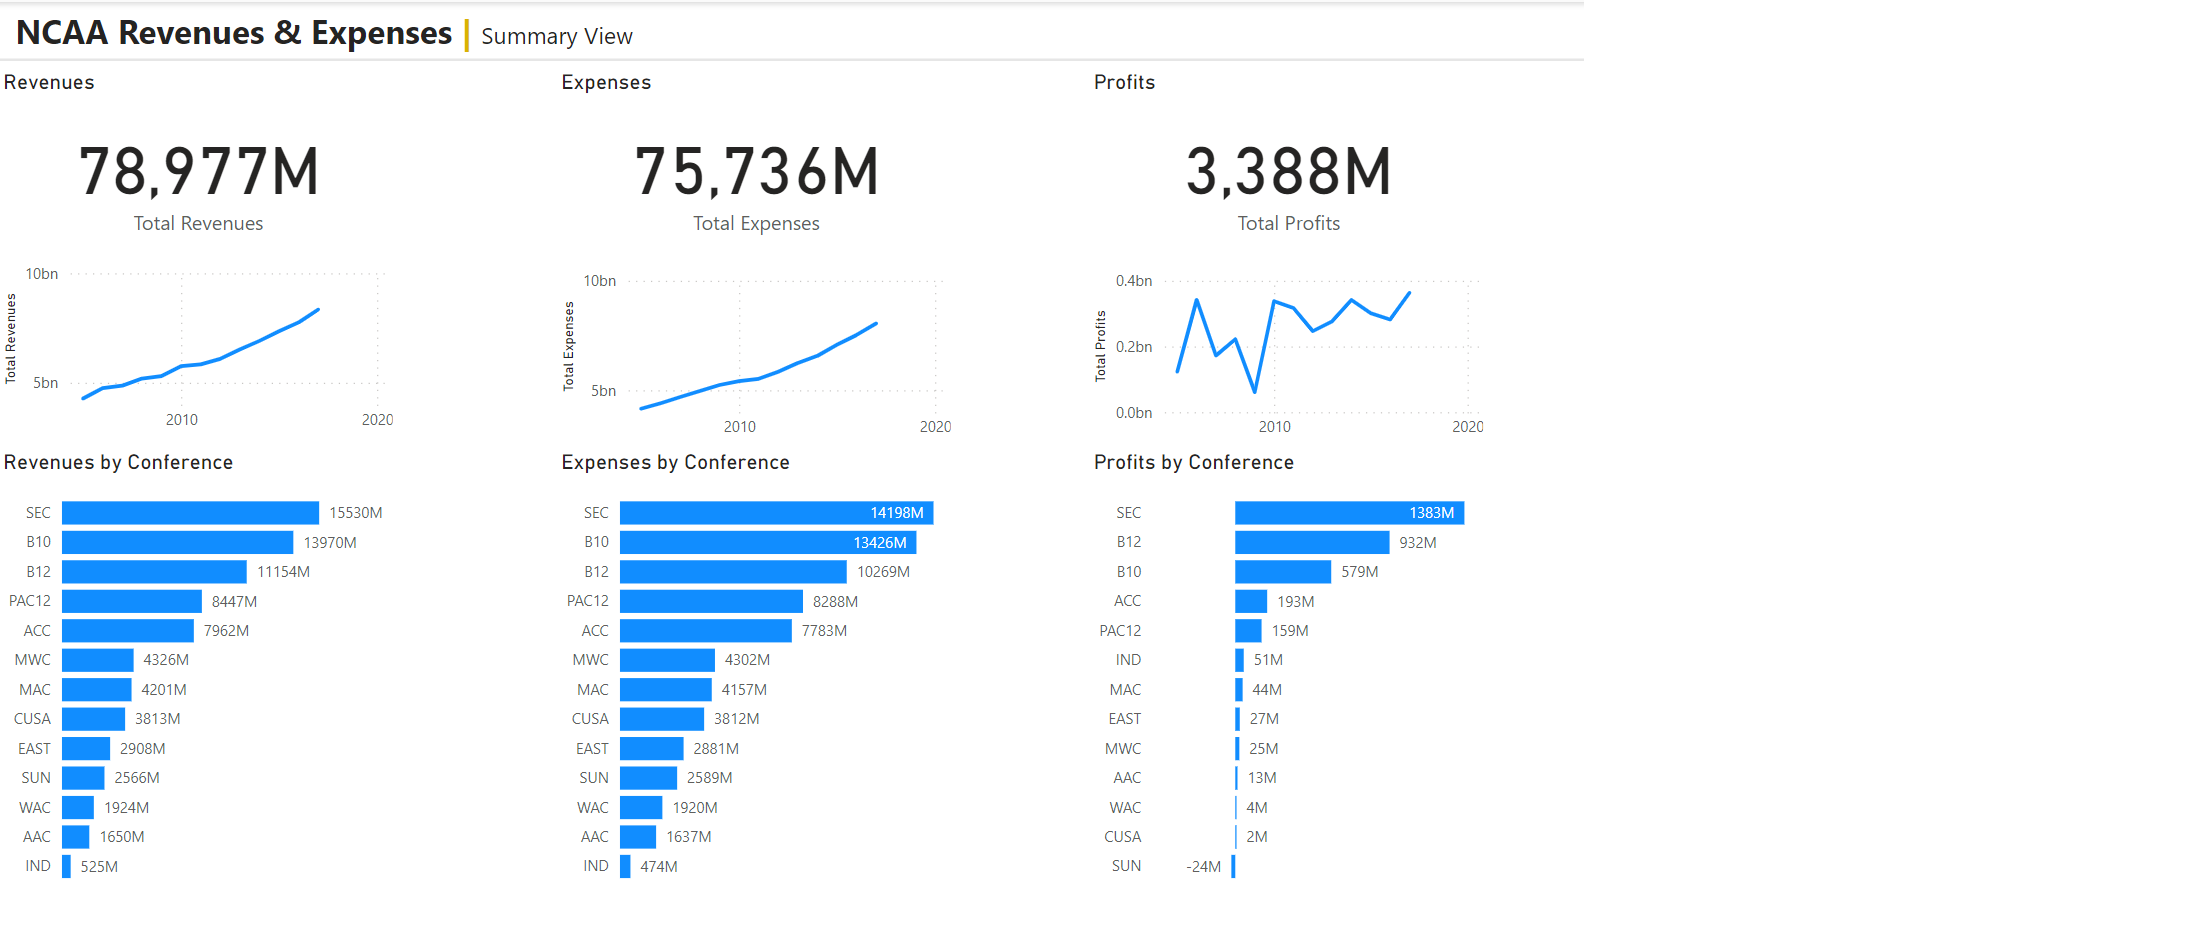 NCAA Revenues & Expenses | Summary View
Revenues
78,977M
Total Revenues
Total Revenues
10bn
5bn
2010 2020
Expenses
75,736M
Total Expenses
Total Expenses
10bn
5bn
2010 2020
Profits
3,388M
Total Profits
Total Profits
0.4bn
0.2bn
0.0bn
2010 2020
Revenues by Conference
SEC 15530M
B10 13970M
B12 11154M
PAC12 8447M
ACC 7962M
MWC 4326M
MAC 4201M
CUSA 3813M
EAST 2908M
SUN 2566M
WAC 1924M
AAC 1650M
IND 525M
Expenses by Conference
SEC 14198M
B10 13426M
B12 10269M
PAC12 8288M
ACC 7783M
MWC 4302M
MAC 4157M
CUSA 3812M
EAST 2881M
SUN 2589M
WAC 1920M
AAC 1637M
IND 474M
Profits by Conference
SEC 1383M
B12 932M
B10 579M
ACC 193M
PAC12 159M
IND 51M
MAC 44M
EAST 27M
MWC 25M
AAC 13M
WAC 4M
CUSA 2M
SUN -24M